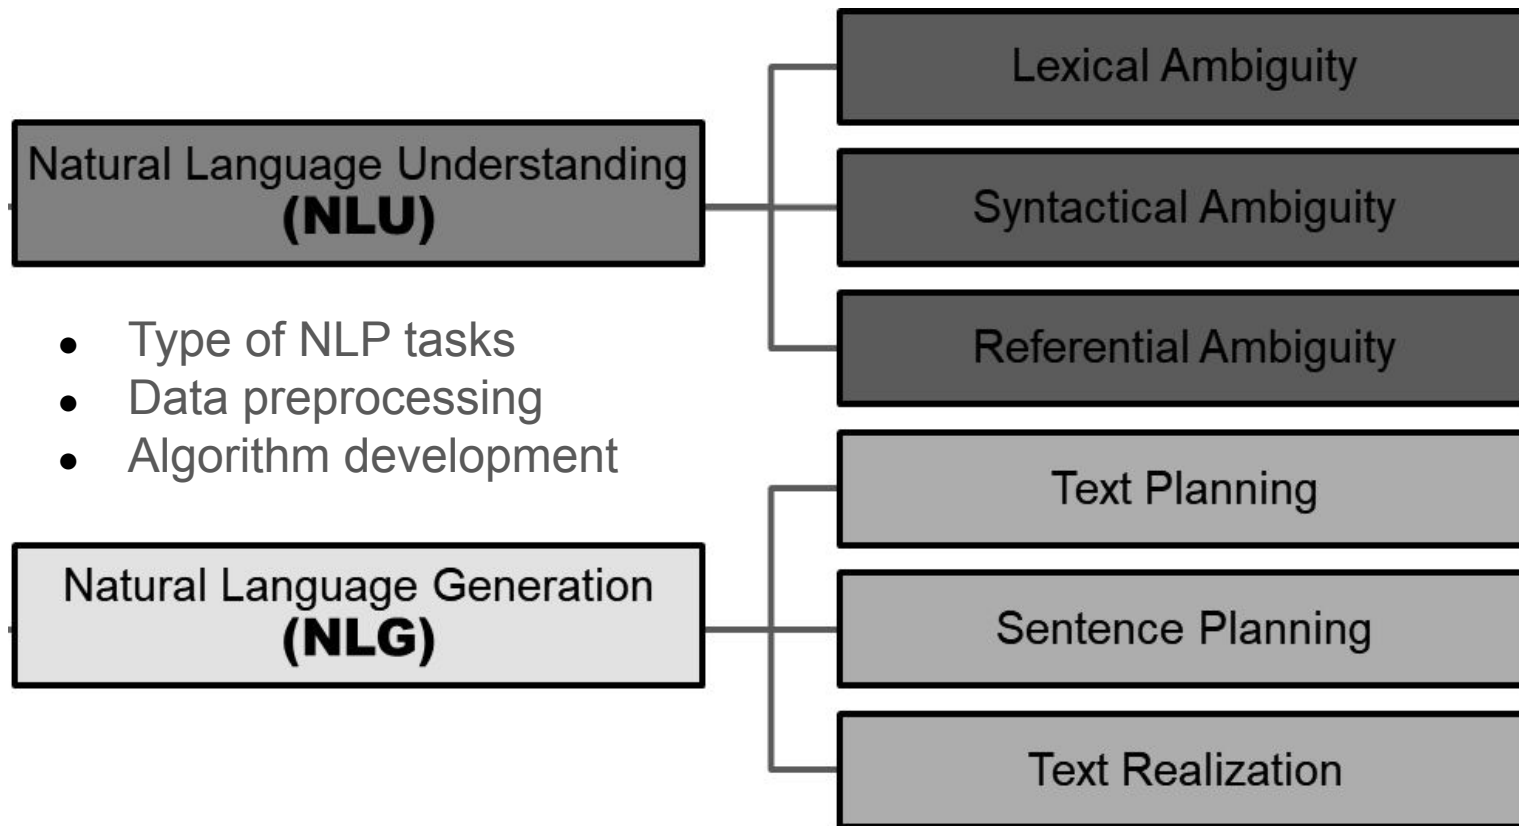 Natural Language Understanding
(NLU)
Lexical Ambiguity
Syntactical Ambiguity
Referential Ambiguity
● Type of NLP tasks
● Data preprocessing
● Algorithm development
Natural Language Generation
(NLG)
Text Planning
Sentence Planning
Text Realization